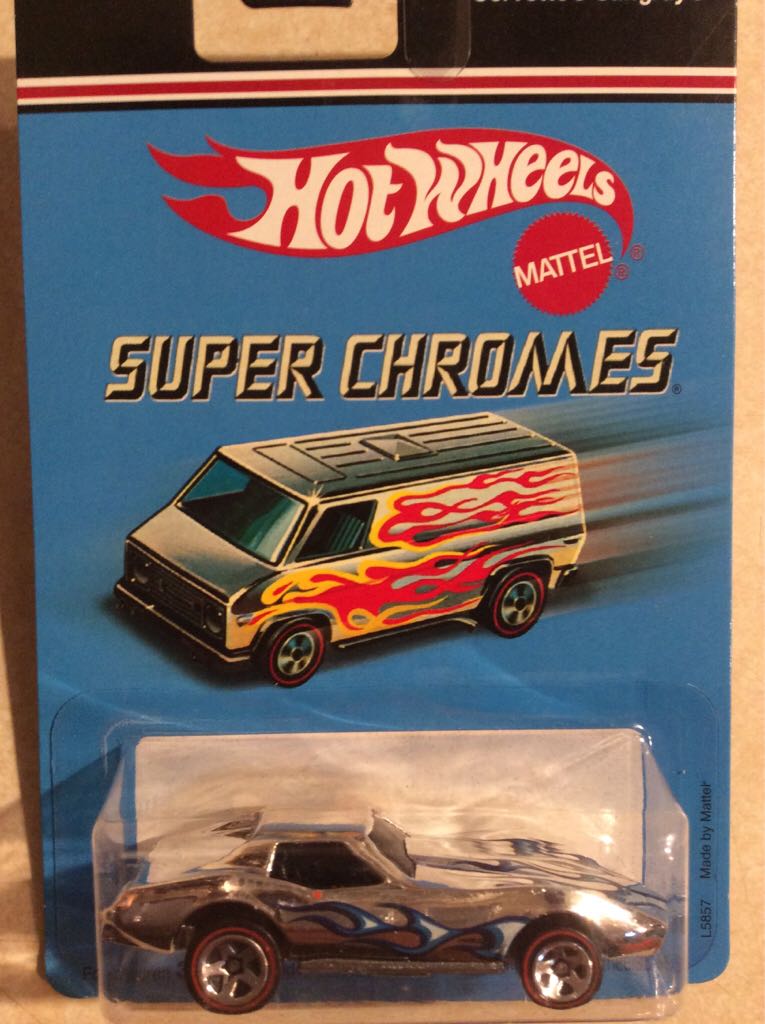 HOT WHEELS
MATTEL
®
®
SUPER CHROMES®
L5857 Made by Mattel